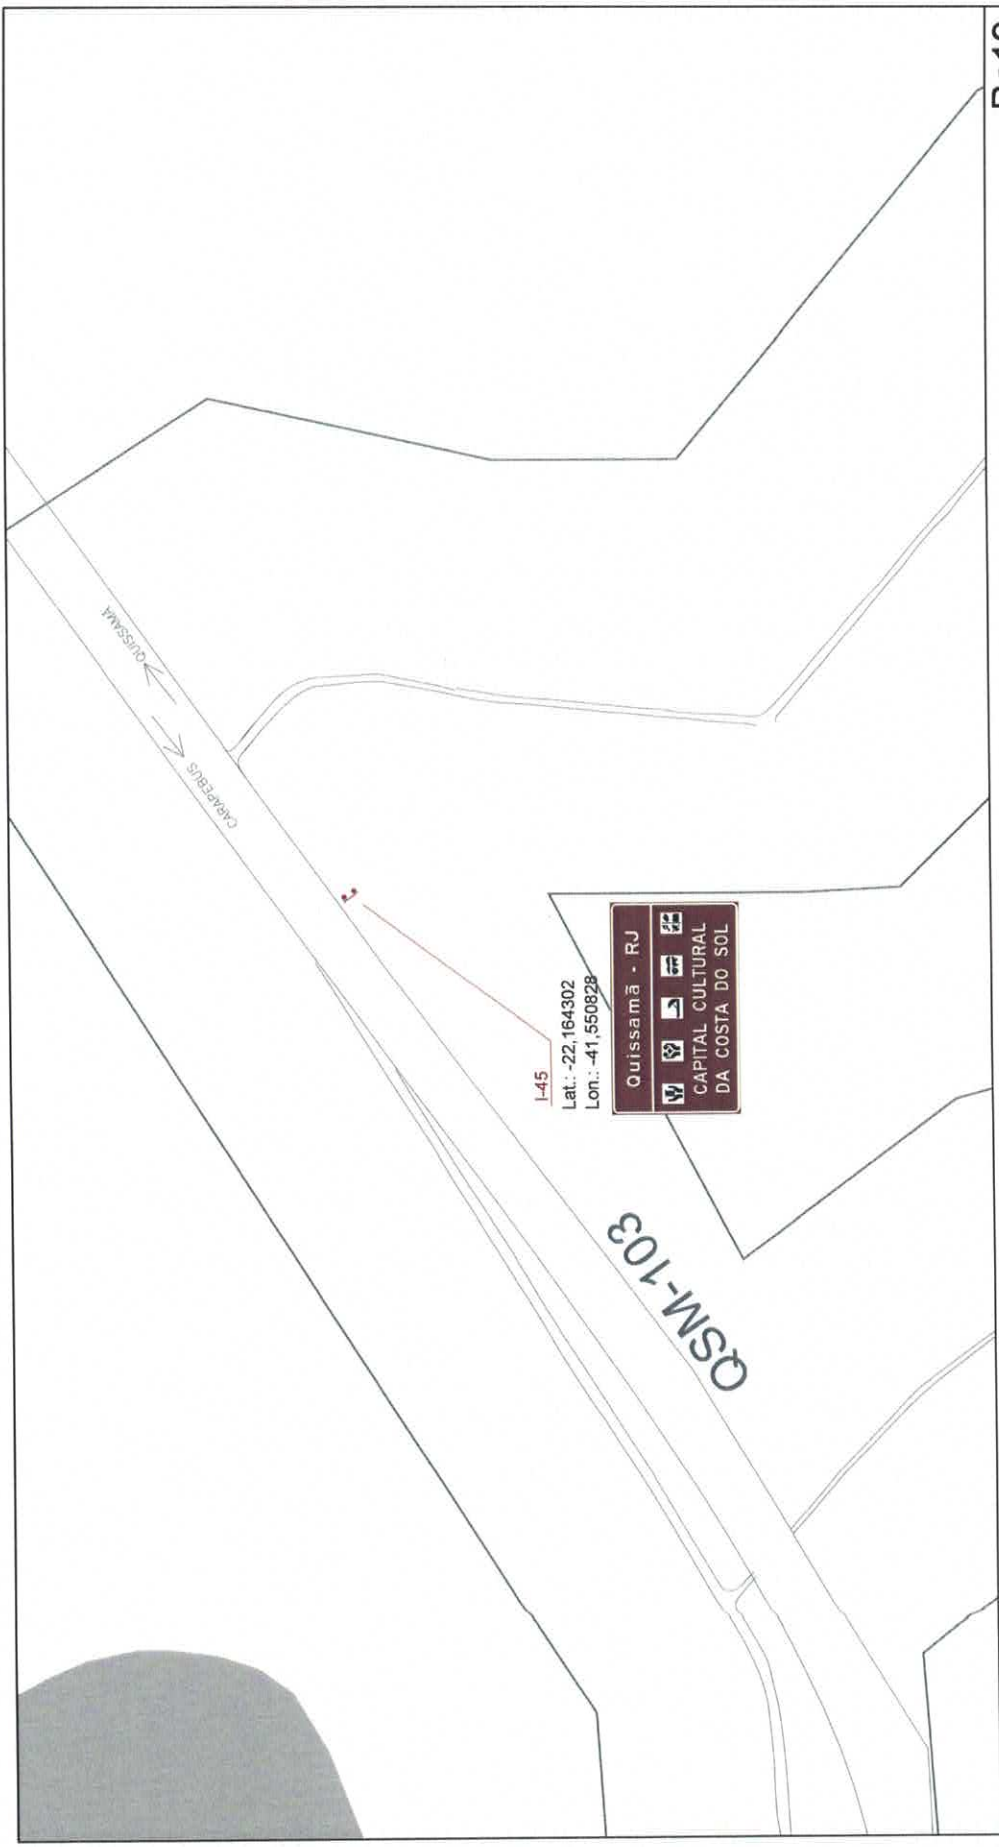 QUISSAMÃ
CARAPEBUS
I-45
Lat.: -22,164302
Lon.: -41,550828
Quissamã - RJ
CAPITAL CULTURAL
DA COSTA DO SOL
QSM-103